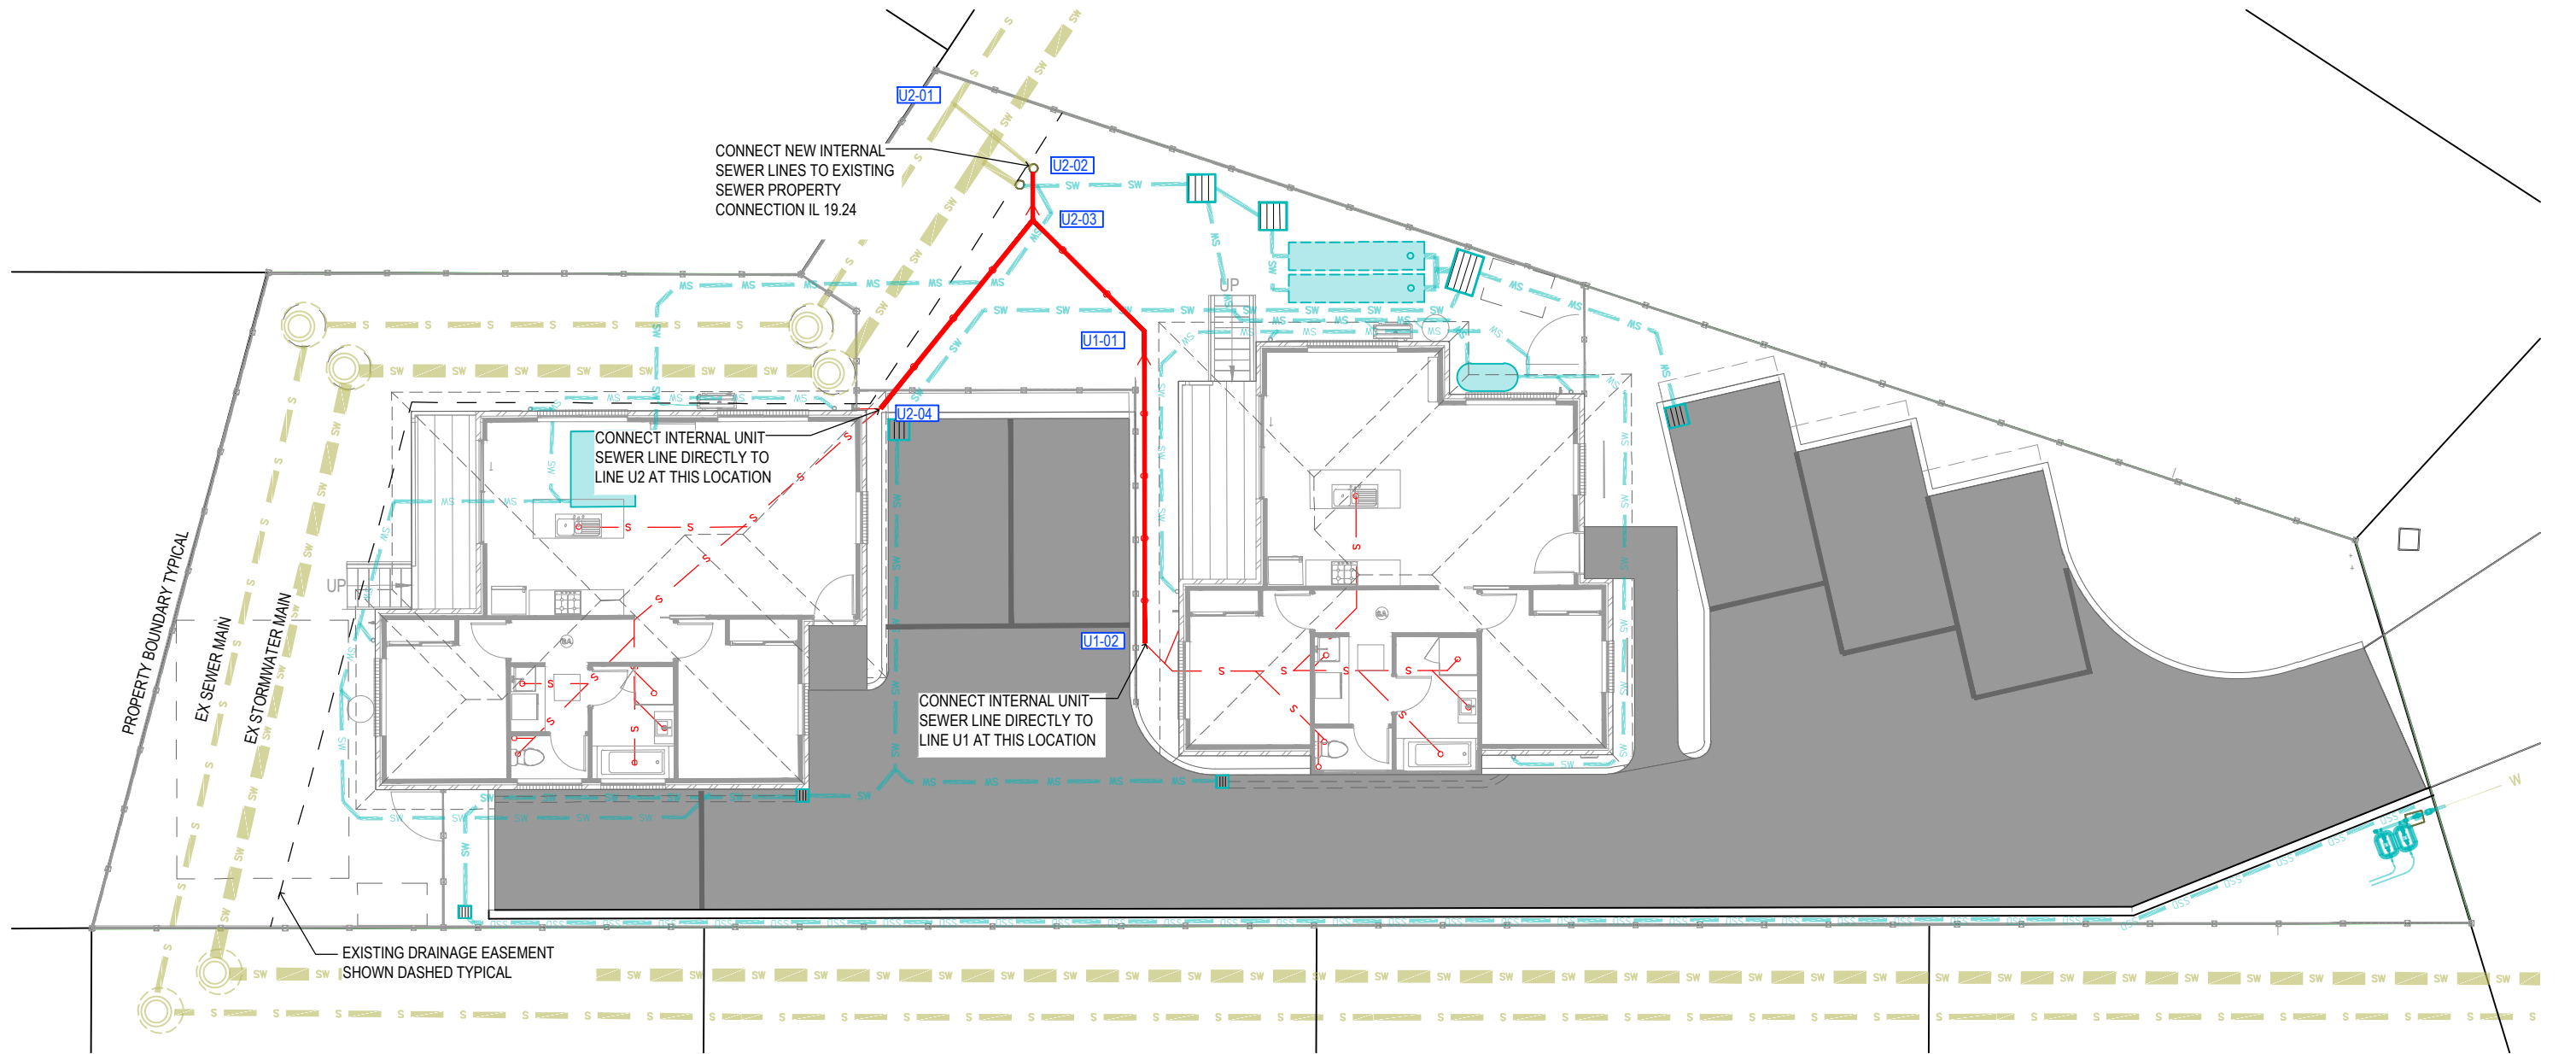 U2-01
CONNECT NEW INTERNAL
SEWER LINES TO EXISTING
SEWER PROPERTY
CONNECTION IL 19.24
U2-02
U2-03
U1-01
U2-04
CONNECT INTERNAL UNIT
SEWER LINE DIRECTLY TO
LINE U2 AT THIS LOCATION
UP
UP
U1-02
CONNECT INTERNAL UNIT
SEWER LINE DIRECTLY TO
LINE U1 AT THIS LOCATION
PROPERTY BOUNDARY TYPICAL
EX SEWER MAIN
EX STORMWATER MAIN
EXISTING DRAINAGE EASEMENT
SHOWN DASHED TYPICAL
S
SW
SSD
W